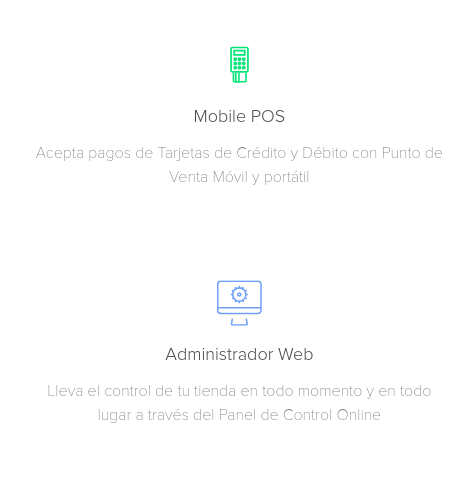 Mobile POS
Acepta pagos de Tarjetas de Crédito y Débito con Punto de
Venta Móvil y portátil
Administrador Web
Lleva el control de tu tienda en todo momento y en todo
lugar a través del Panel de Control Online